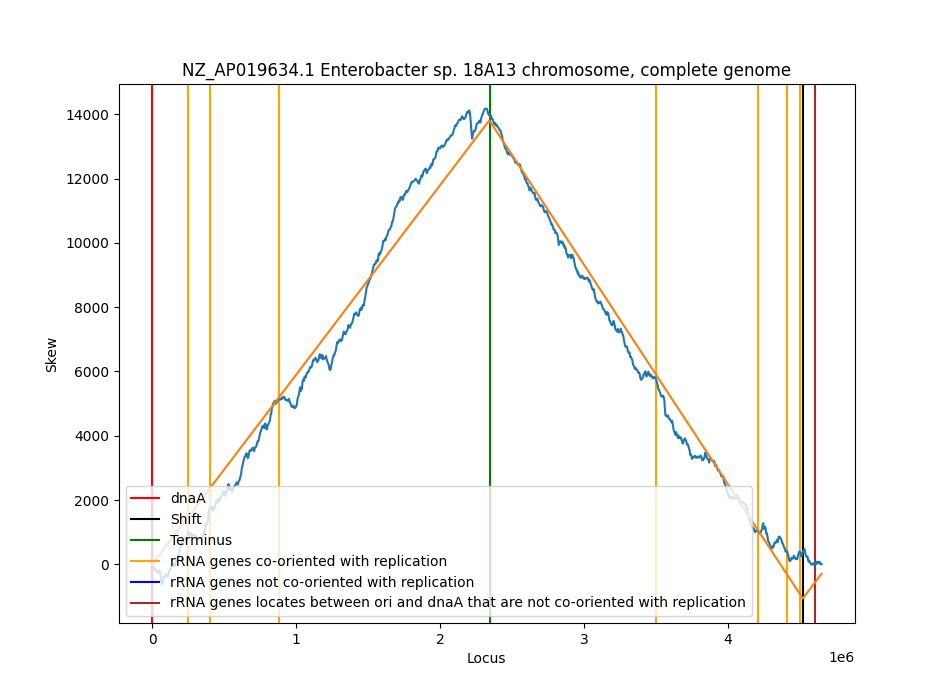 NZ_AP019634.1 Enterobacter sp. 18A13 chromosome, complete genome
14000
12000
10000
8000
6000
4000
2000
0
Skew
dnaA
Shift
Terminus
rRNA genes co-oriented with replication
rRNA genes not co-oriented with replication
rRNA genes locates between ori and dnaA that are not co-oriented with replication
0 1 2 3 4
Locus
1e6